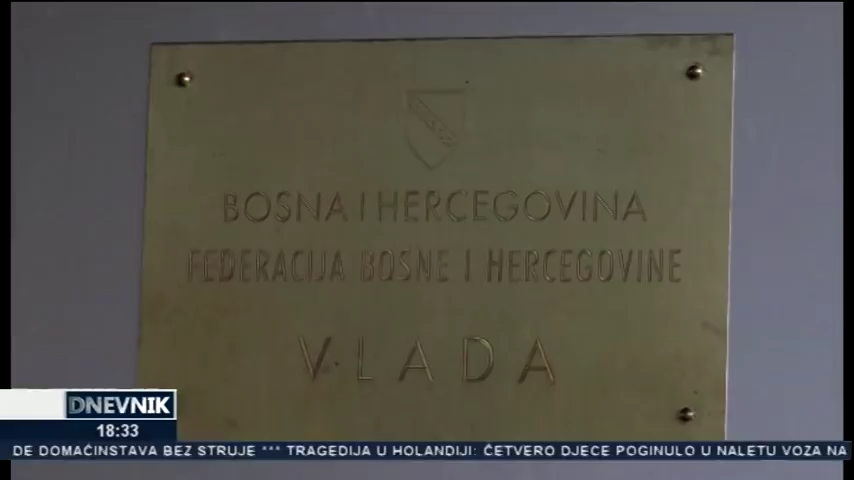 BOSNA I HERCEGOVINA
FEDERACIJA BOSNE I HERCEGOVINE
VLADA
DNEVNIK
18:33
DE DOMAĆINSTAVA BEZ STRUJE *** TRAGEDIJA U HOLANDIJI: ČETVERO DJECE POGINULO U NALETU VOZA NA